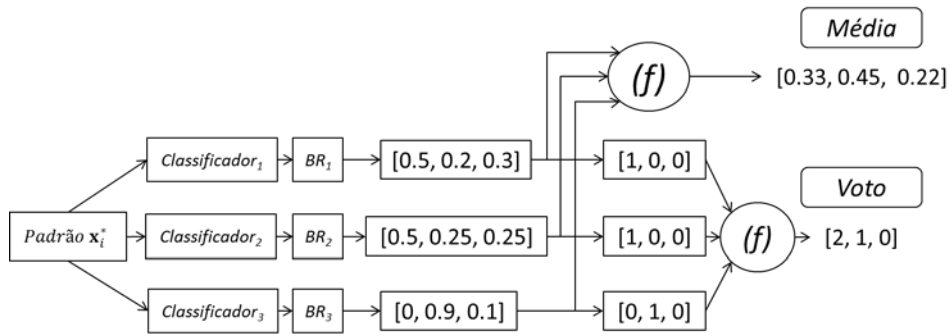 Média
(f)
[0.33, 0.45, 0.22]
Classificador1
BR1
[0.5, 0.2, 0.3]
[1, 0, 0]
Voto
Padrão x_i^*
Classificador2
BR2
[0.5, 0.25, 0.25]
[1, 0, 0]
(f)
[2, 1, 0]
Classificador3
BR3
[0, 0.9, 0.1]
[0, 1, 0]